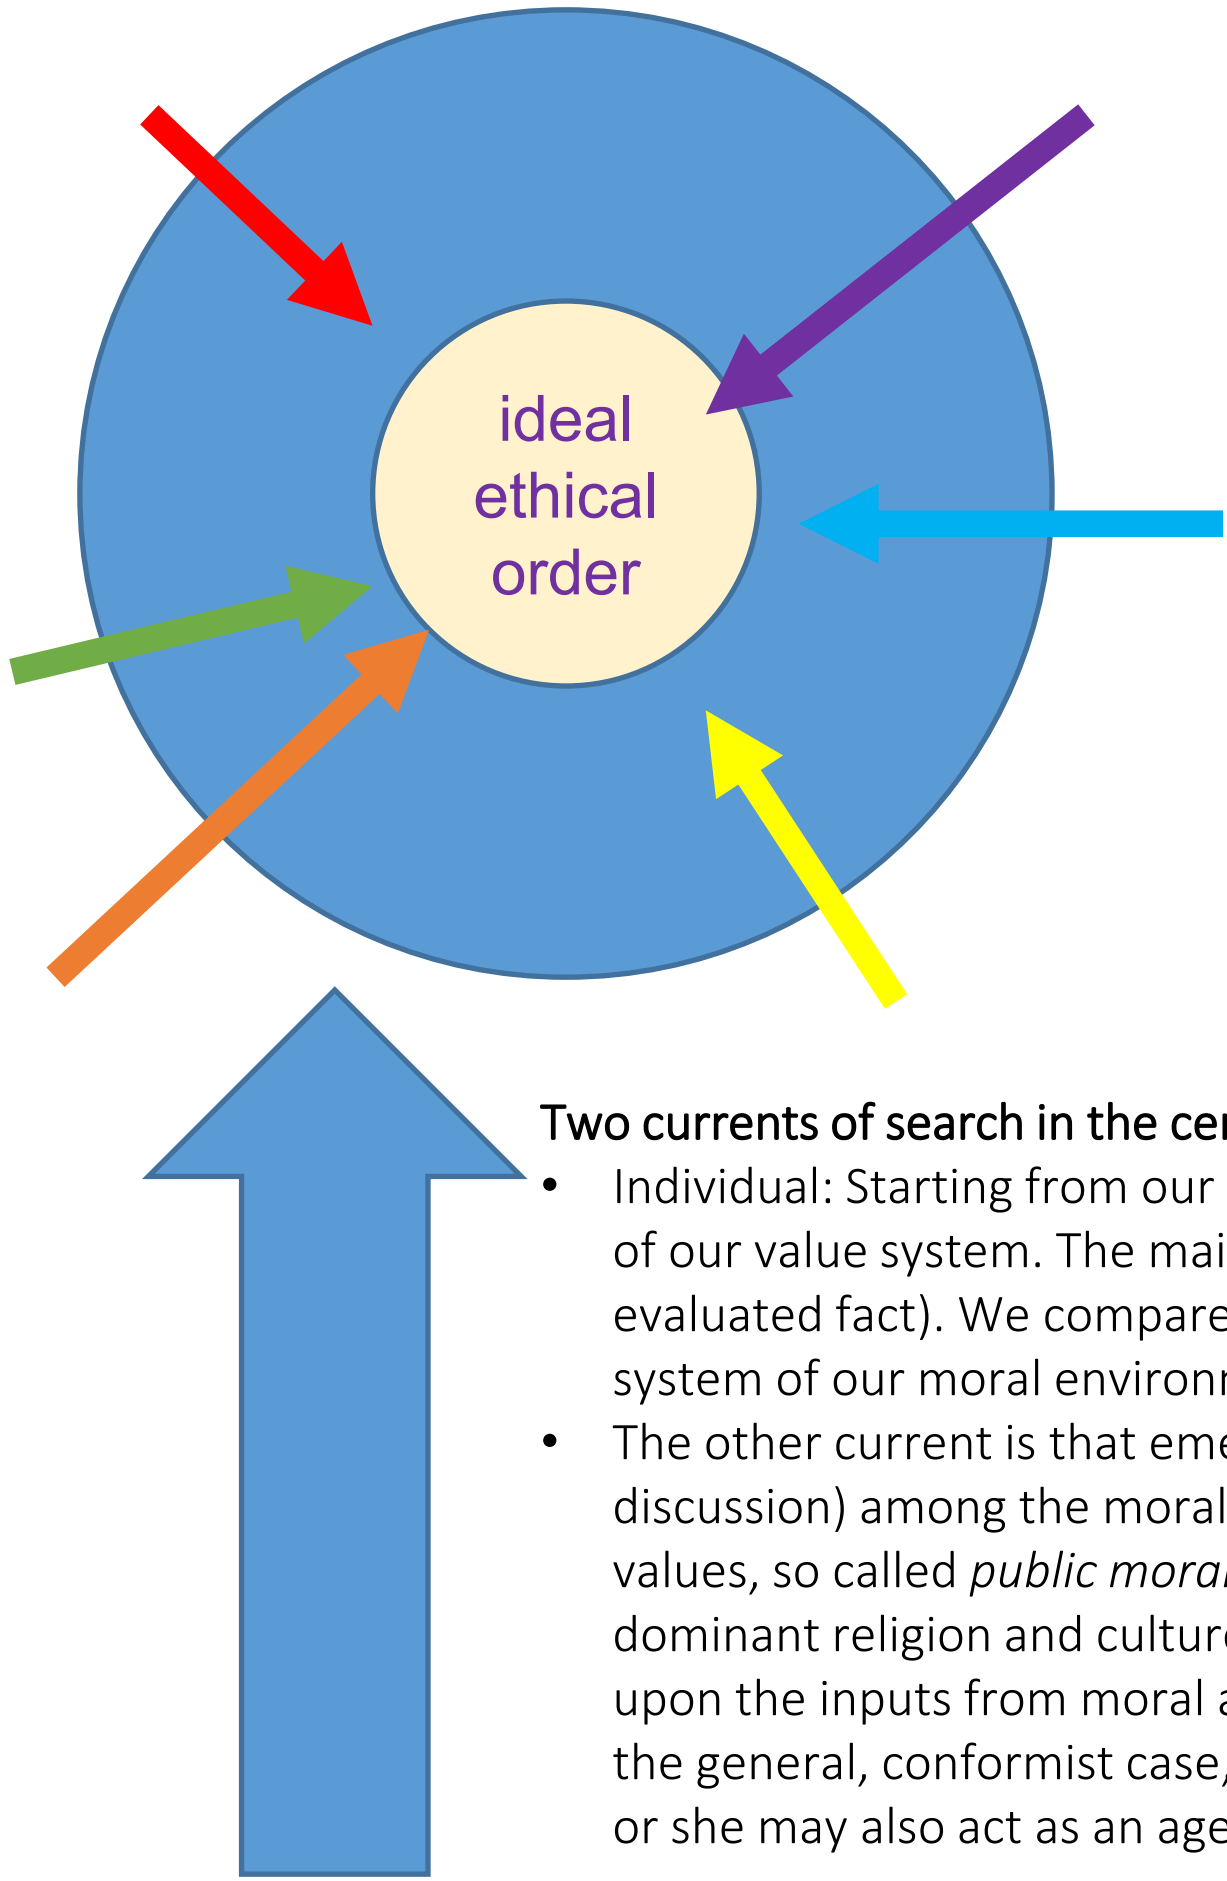 ideal
ethical
order
Two currents of search in the cer
• Individual: Starting from our
of our value system. The mai
evaluated fact). We compare
system of our moral environr
• The other current is that eme
discussion) among the moral
values, so called public moral
dominant religion and culture
upon the inputs from moral a
the general, conformist case,
or she may also act as an age